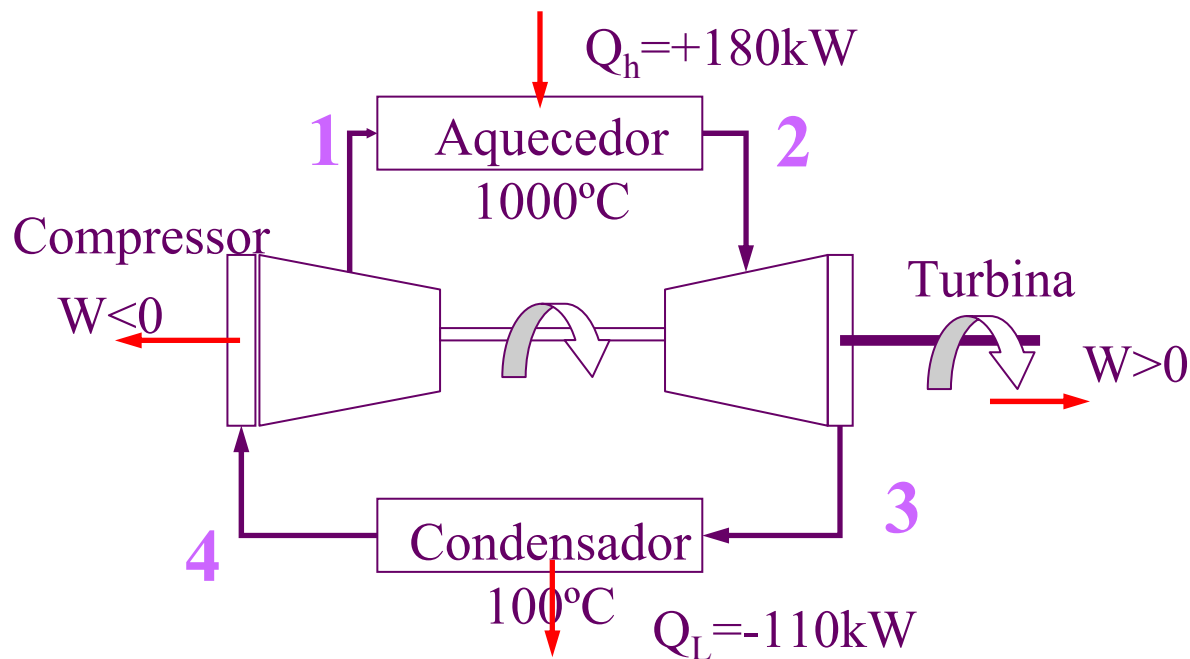 Qh=+180kW
1
Aquecedor
2
1000ºC
Compressor
Turbina
W<0
W>0
3
Condensador
4
100ºC
QL=-110kW